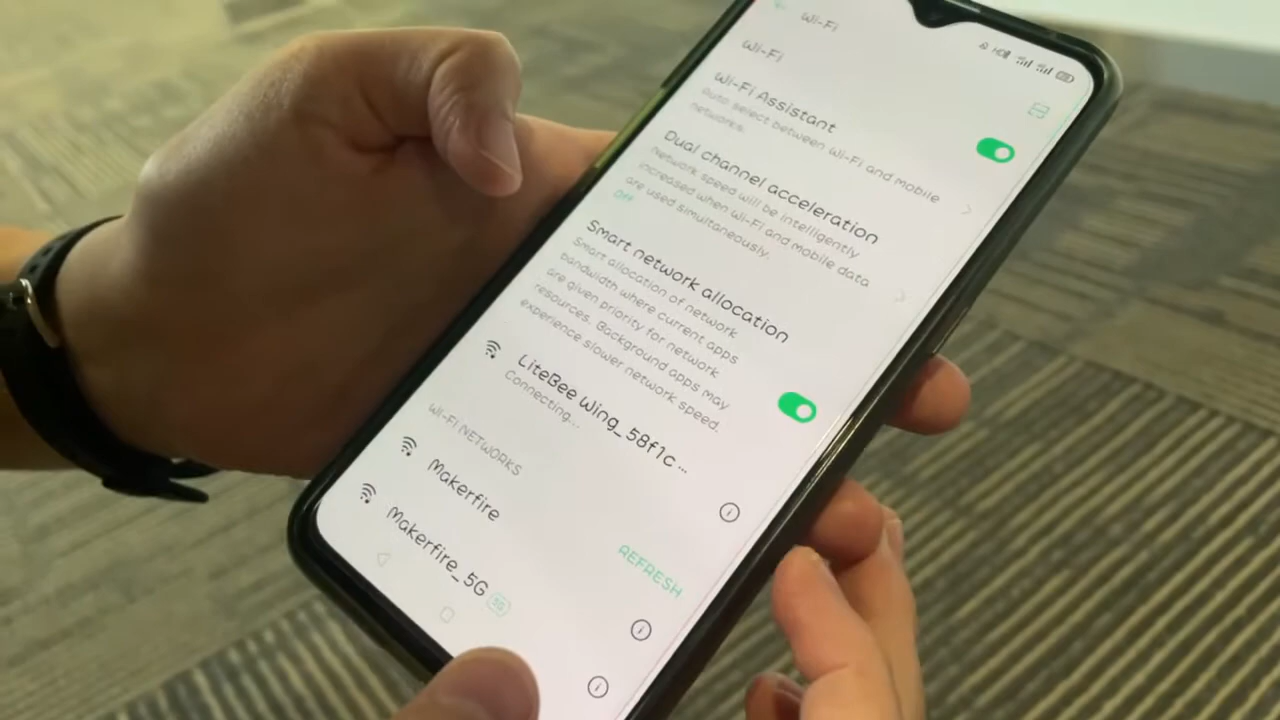 Wi-Fi
Wi-Fi
Wi-Fi Assistant
Auto select between Wi-Fi and mobile
networks.
Dual channel acceleration
Network speed will be intelligently
increased when Wi-Fi and mobile data
are used simultaneously.
Off
Smart network allocation
Smart allocation of network
bandwidth where current apps
are given priority for network
resources. Background apps may
experience slower network speed.
LiteBee Wing_58f1c...
Connecting...
Wi-Fi NETWORKS
REFRESH
Makerfire
Makerfire_5G 5G